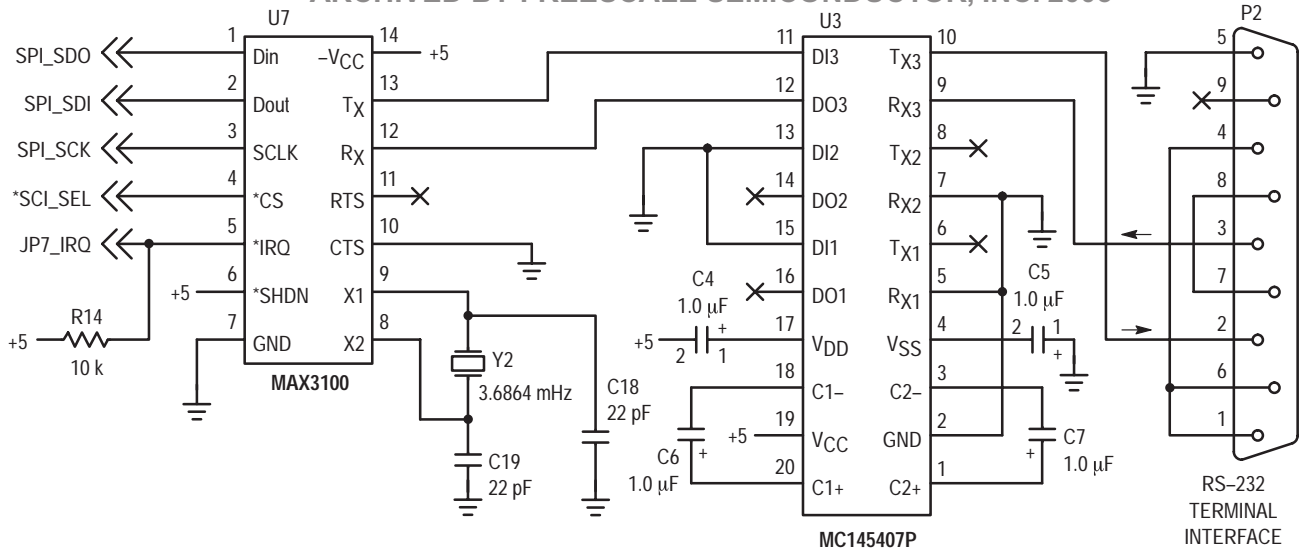 ARCHIVED BY FREESCALE SEMICONDUCTOR, INC. 2005
U7
SPI_SDO 1 Din
SPI_SDI 2 Dout
SPI_SCK 3 SCLK
*SCI_SEL 4 *CS
JP7_IRQ 5 *IRQ
+5 6 *SHDN
7 GND
R14
+5
10 k
–VCC 14 +5
TX 13
RX 12
RTS 11
CTS 10
X1 9
X2 8
MAX3100
Y2
3.6864 mHz
C18
22 pF
C19
22 pF
U3
11 DI3
12 DO3
13 DI2
14 DO2
15 DI1
16 DO1
17 VDD
18 C1–
19 VCC
20 C1+
TX3 10
RX3 9
TX2 8
RX2 7
TX1 6
RX1 5
VSS 4
C2– 3
GND 2
C2+ 1
MC145407P
C4
1.0 µF
+5 2 + 1
+5
C6 +
1.0 µF
C5
1.0 µF
2 1
+
C7
+ 1.0 µF
P2
5
9
4
8
3
7
2
6
1
RS–232
TERMINAL
INTERFACE